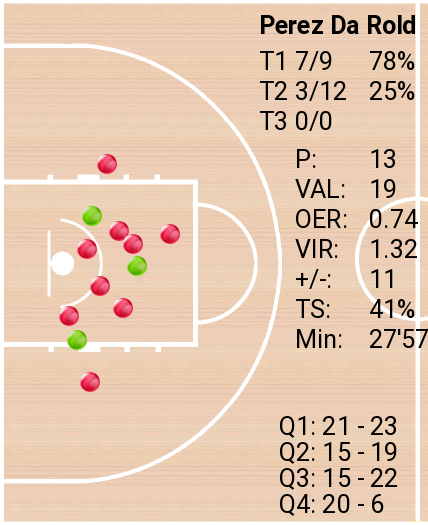 Perez Da Rold
T1 7/9 78%
T2 3/12 25%
T3 0/0
P: 13
VAL: 19
OER: 0.74
VIR: 1.32
+/-: 11
TS: 41%
Min: 27'57
Q1: 21 - 23
Q2: 15 - 19
Q3: 15 - 22
Q4: 20 - 6